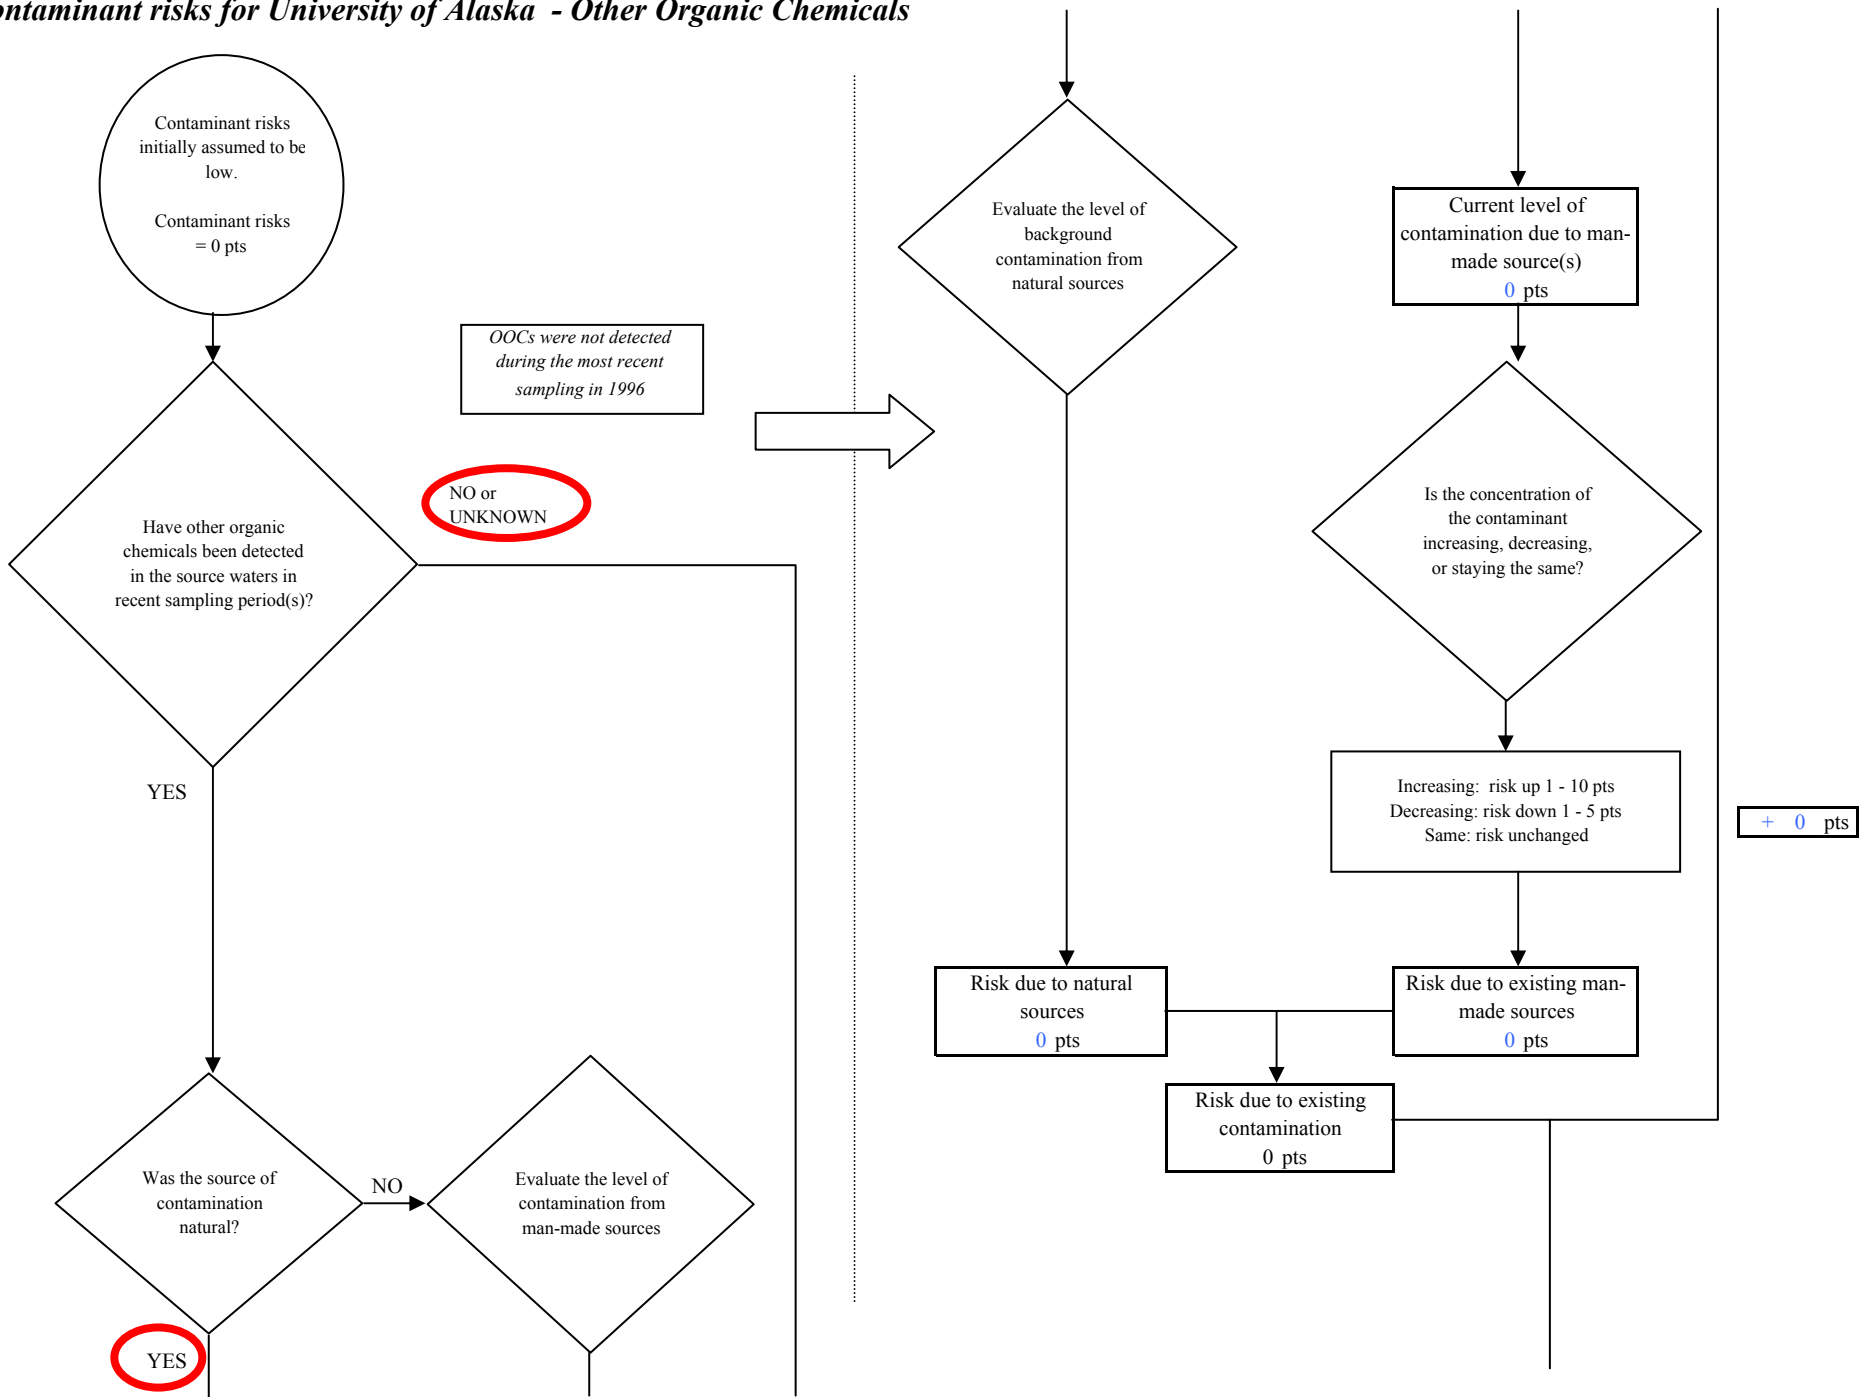 ontaminant risks for University of Alaska - Other Organic Chemicals
Contaminant risks
initially assumed to be
low.
Contaminant risks
= 0 pts
OOCs were not detected
during the most recent
sampling in 1996
NO or
UNKNOWN
Have other organic
chemicals been detected
in the source waters in
recent sampling period(s)?
YES
Was the source of
contamination
natural?
NO
Evaluate the level of
contamination from
man-made sources
YES
Evaluate the level of
background
contamination from
natural sources
Current level of
contamination due to man-
made source(s)
0 pts
Is the concentration of
the contaminant
increasing, decreasing,
or staying the same?
Increasing: risk up 1 - 10 pts
Decreasing: risk down 1 - 5 pts
Same: risk unchanged
+ 0 pts
Risk due to natural
sources
0 pts
Risk due to existing man-
made sources
0 pts
Risk due to existing
contamination
0 pts